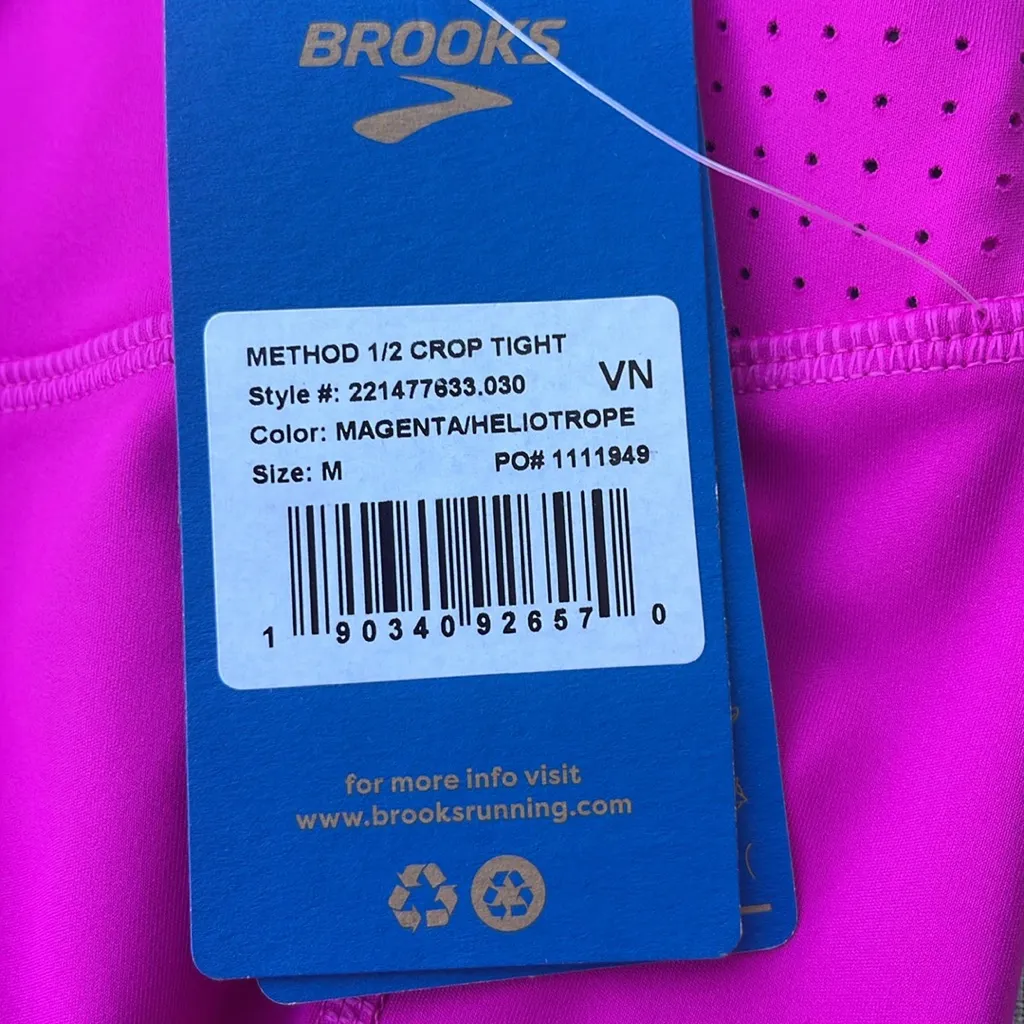 BROOKS
METHOD 1/2 CROP TIGHT
Style #: 221477633.030 VN
Color: MAGENTA/HELIOTROPE
Size: M PO# 1111949
1 90340 92657 0
for more info visit
www.brooksrunning.com